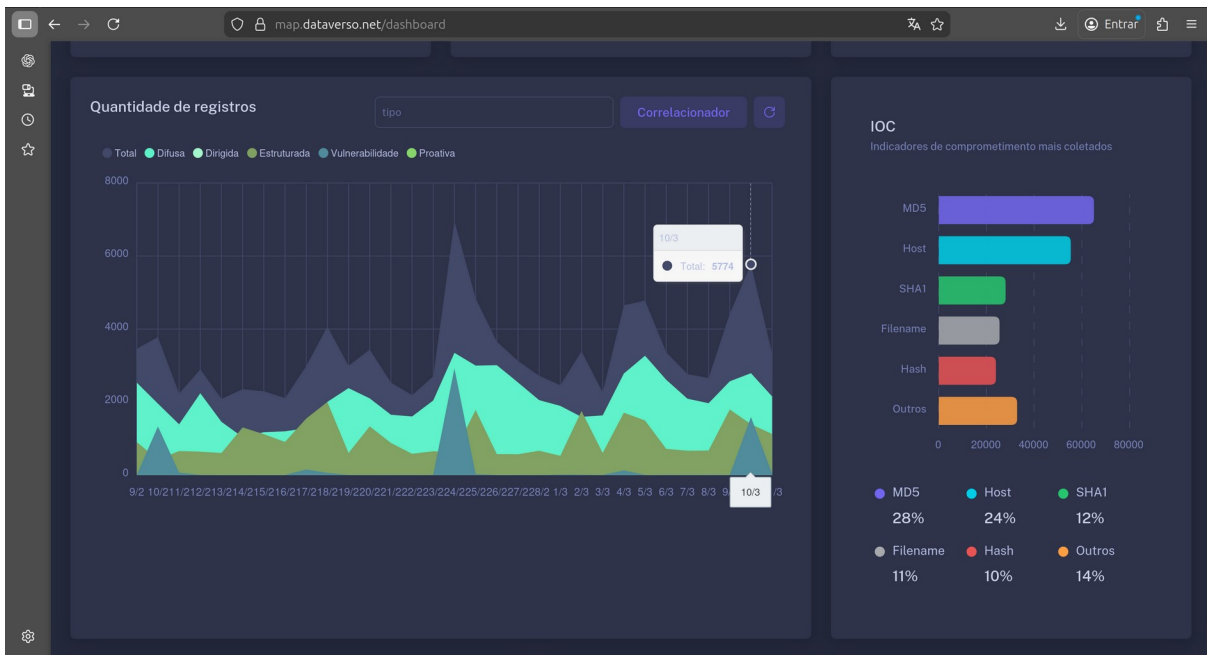 map.dataverso.net/dashboard
Entrar
Quantidade de registros
tipo
Correlacionador
Total Difusa Dirigida Estruturada Vulnerabilidade Proativa
8000
6000
4000
2000
0
10/3
Total: 5774
9/2 10/2 11/2 12/2 13/2 14/2 15/2 16/2 17/2 18/2 19/2 20/2 21/2 22/2 23/2 24/2 25/2 26/2 27/2 28/2 1/3 2/3 3/3 4/3 5/3 6/3 7/3 8/3 9/ 10/3 /3
IOC
Indicadores de comprometimento mais coletados
MD5
Host
SHA1
Filename
Hash
Outros
0 20000 40000 60000 80000
MD5 Host SHA1
28% 24% 12%
Filename Hash Outros
11% 10% 14%